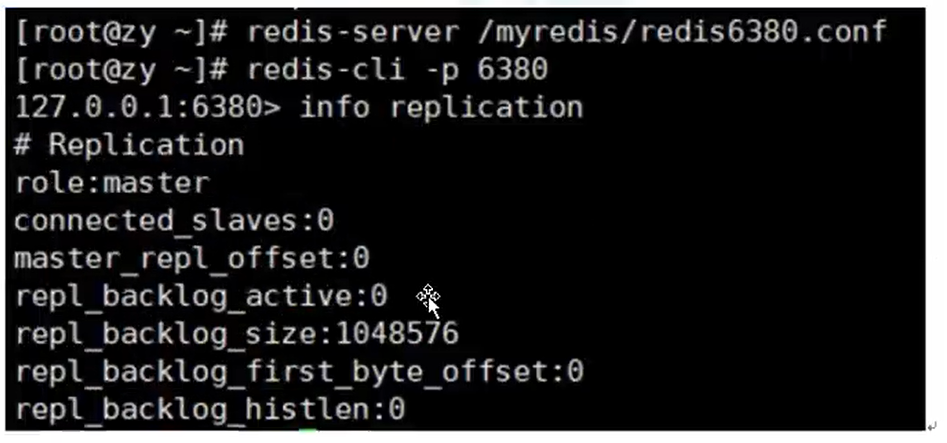 [root@zy ~]# redis-server /myredis/redis6380.conf
[root@zy ~]# redis-cli -p 6380
127.0.0.1:6380> info replication
# Replication
role:master
connected_slaves:0
master_repl_offset:0
repl_backlog_active:0
repl_backlog_size:1048576
repl_backlog_first_byte_offset:0
repl_backlog_histlen:0